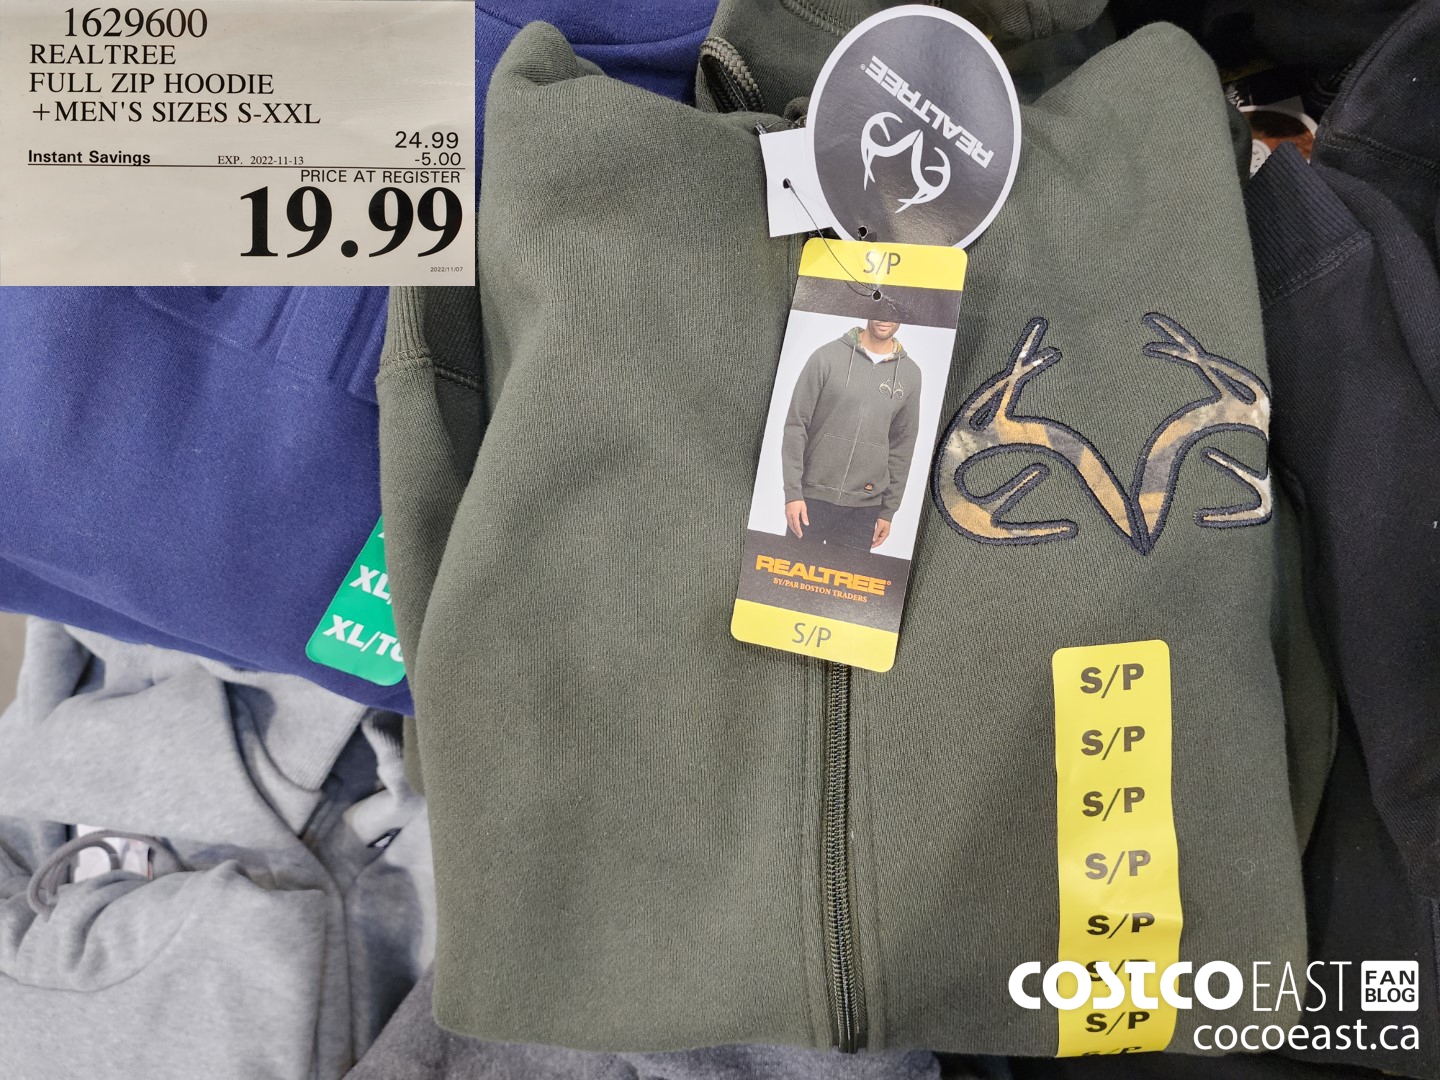 1629600
REALTREE
FULL ZIP HOODIE
+MEN'S SIZES S-XXL
24.99
Instant Savings EXP. 2022-11-13 -5.00
PRICE AT REGISTER
19.99
2022/11/07
REALTREE®
S/P
REALTREE®
BY/PAR BOSTON TRADERS
S/P
XL/
XL/T
S/P
S/P
S/P
S/P
S/P
S/P
S/P
COSTCO EAST FAN BLOG
cocoeast.ca